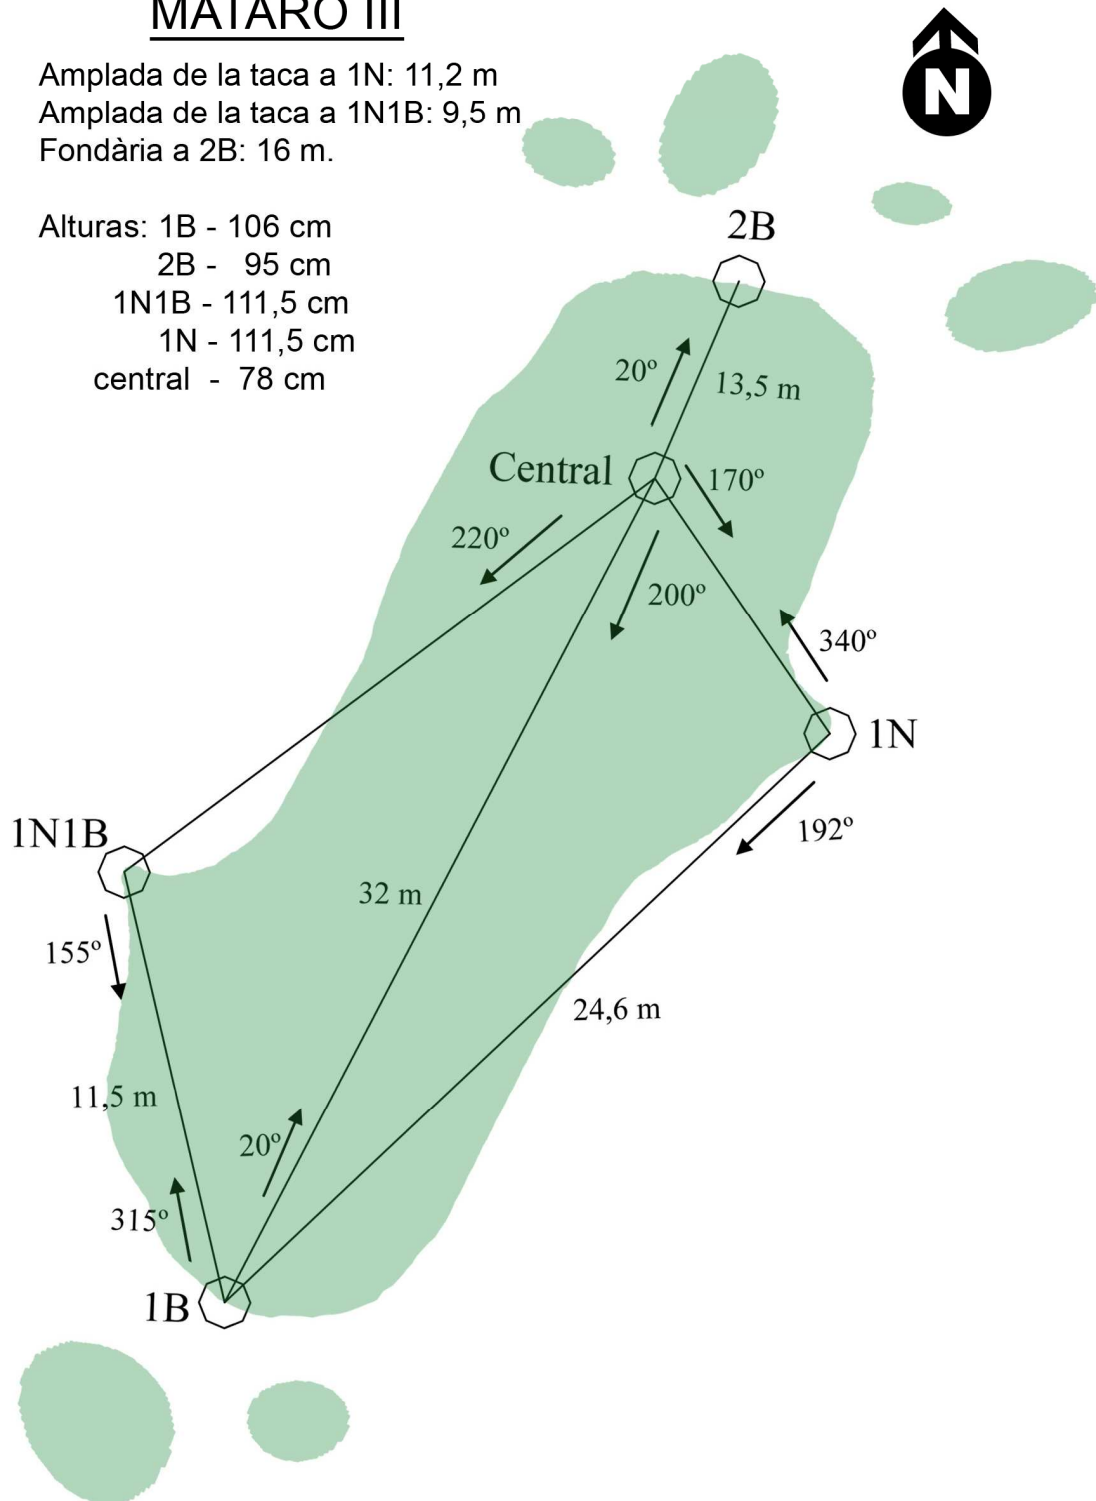 MATARÓ III
Amplada de la taca a 1N: 11,2 m
Amplada de la taca a 1N1B: 9,5 m
Fondària a 2B: 16 m.
Alturas: 1B - 106 cm
2B - 95 cm
1N1B - 111,5 cm
1N - 111,5 cm
central - 78 cm
N
2B
20º
13,5 m
Central
170º
220º
200º
340º
1N
192º
1N1B
32 m
155º
24,6 m
11,5 m
20º
315º
1B